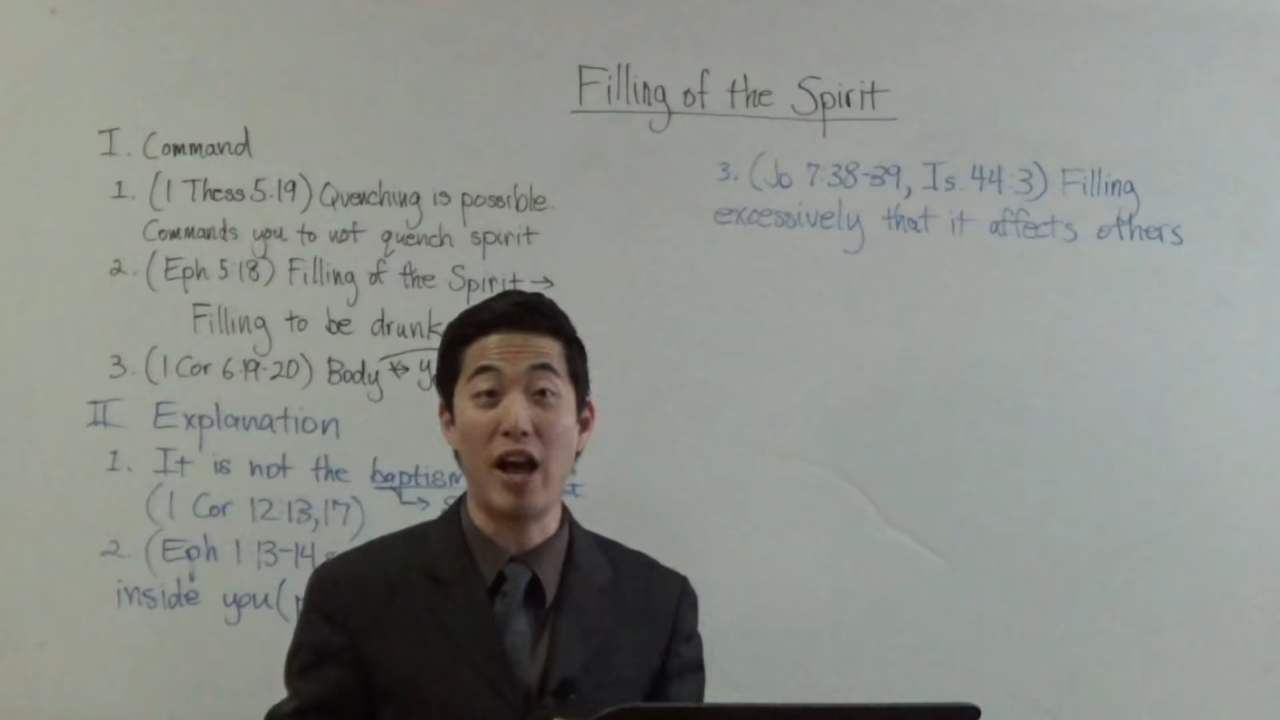 Filling of the Spirit
I. Command
1. (1 Thess 5:19) Quenching is possible.
Commands you to not quench spirit
2. (Eph 5:18) Filling of the Spirit →
Filling to be drunk
3. (1 Cor 6:19-20) Body
II Explanation
1. It is not the baptism
(1 Cor 12:13,17)
2. (Eph 1:13-14
inside you(
3. (Jo 7:38-39, Is. 44:3) Filling
excessively that it affects others